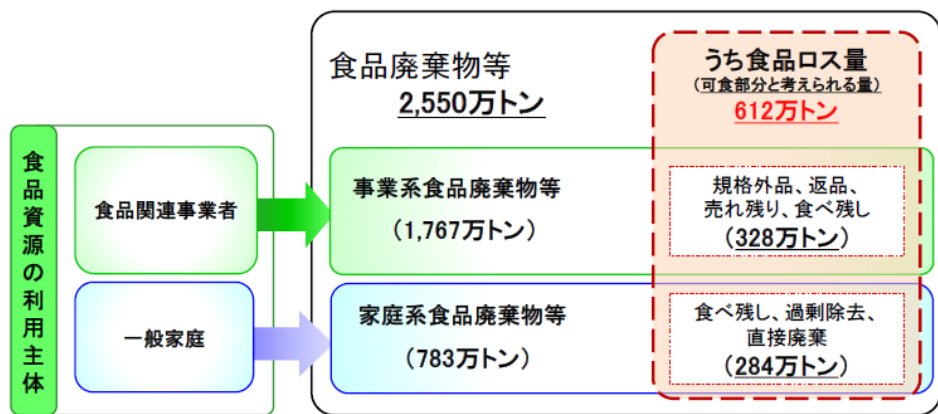 食品資源の利用主体
食品関連事業者
一般家庭
食品廃棄物等
2,550万トン
うち食品ロス量
(可食部分と考えられる量)
612万トン
事業系食品廃棄物等
(1,767万トン)
規格外品、返品、
売れ残り、食べ残し
(328万トン)
家庭系食品廃棄物等
(783万トン)
食べ残し、過剰除去、
直接廃棄
(284万トン)